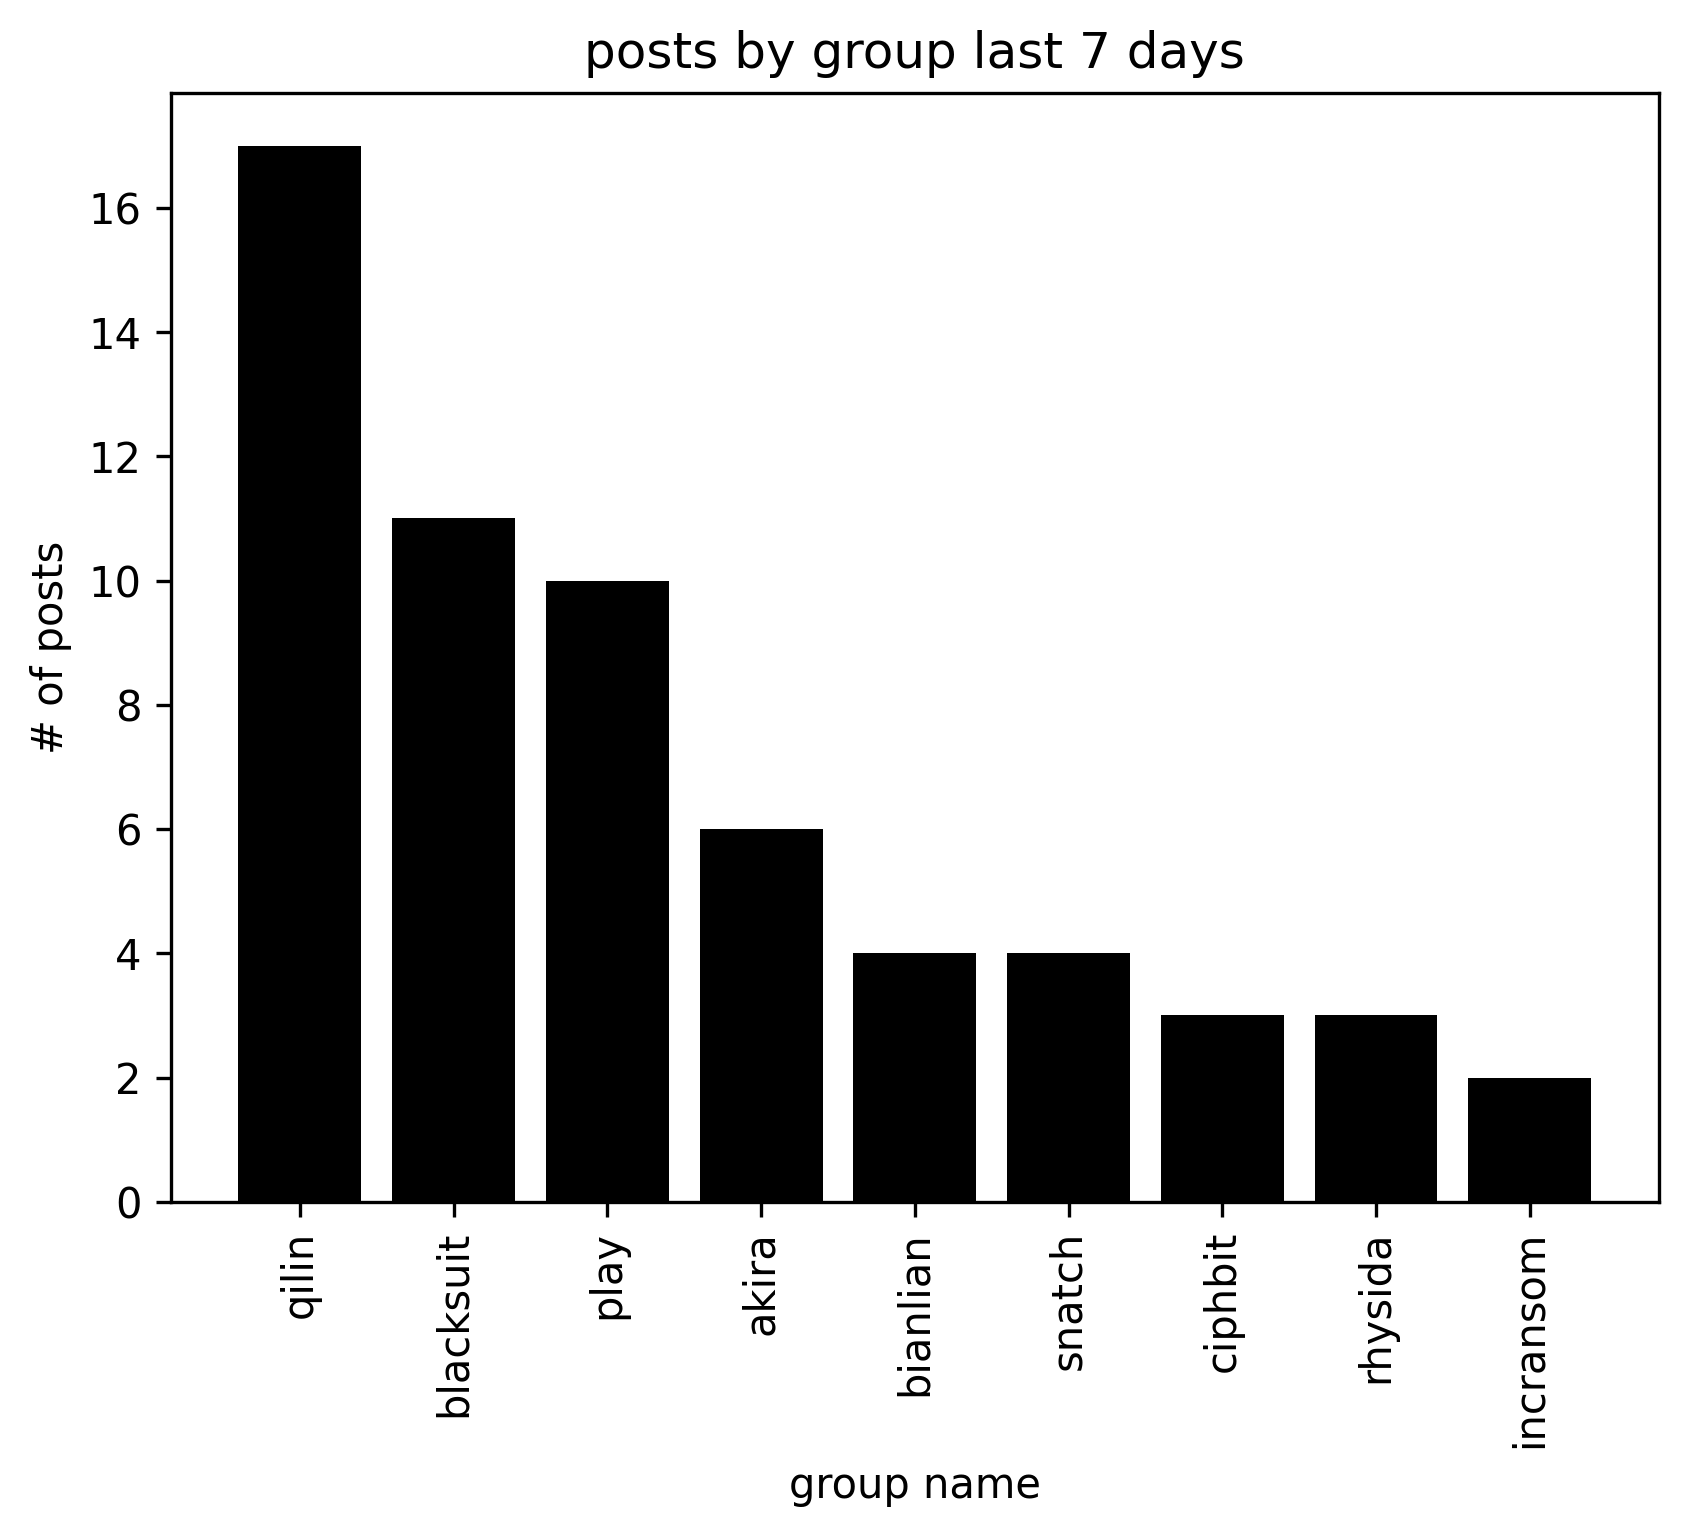 posts by group last 7 days
# of posts
16
14
12
10
8
6
4
2
0
qilin
blacksuit
play
akira
bianlian
snatch
ciphbit
rhysida
incransom
group name